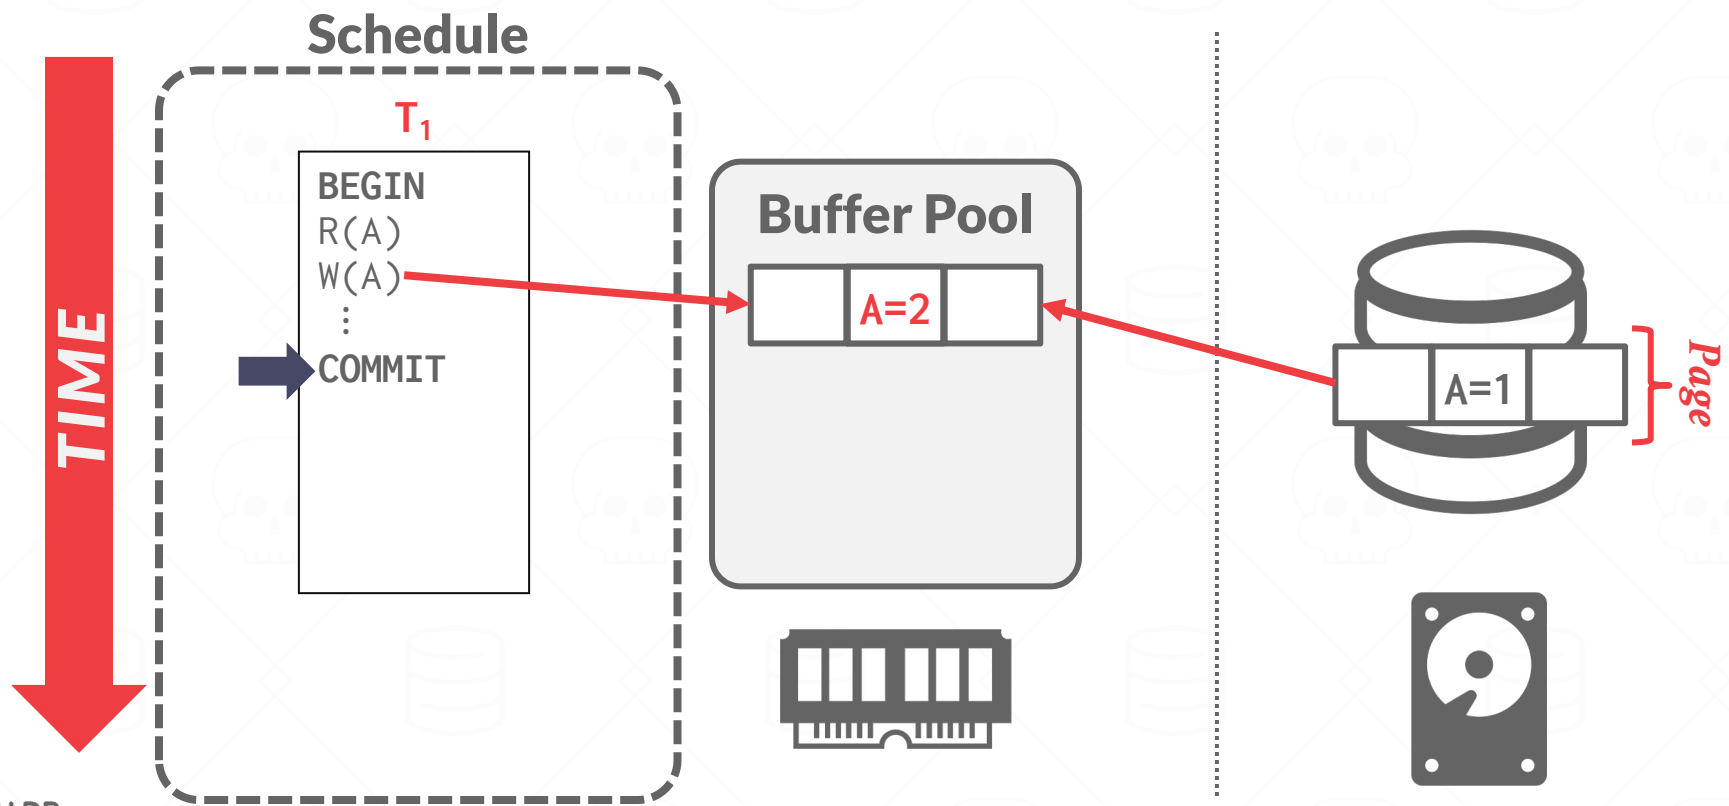 Schedule
TIME
T₁
BEGIN
R(A)
W(A)
⋮
COMMIT
Buffer Pool
A=2
A=1
Page